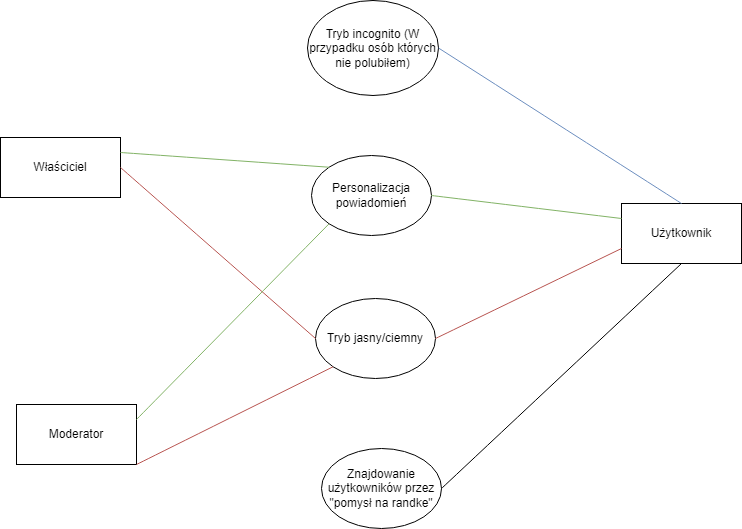 Tryb incognito (W
przypadku osób których
nie polubiłem)
Właściciel
Personalizacja
powiadomień
Użytkownik
Tryb jasny/ciemny
Moderator
Znajdowanie
użytkowników przez
"pomysł na randke"